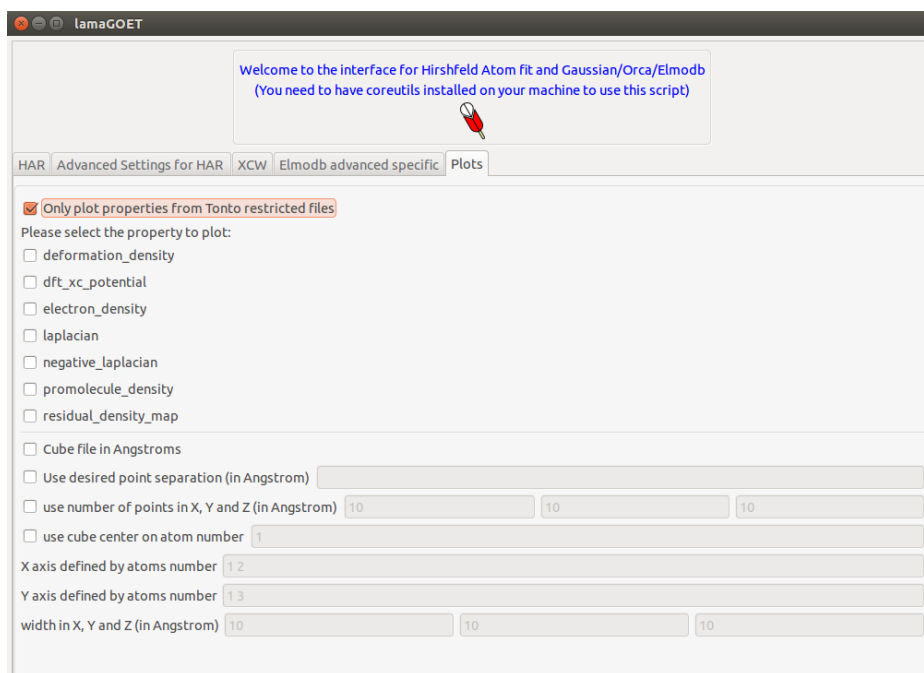 lamaGOET
Welcome to the interface for Hirshfeld Atom fit and Gaussian/Orca/Elmodb
(You need to have coreutils installed on your machine to use this script)
HAR Advanced Settings for HAR XCW Elmodb advanced specific Plots
Only plot properties from Tonto restricted files
Please select the property to plot:
deformation_density
dft_xc_potential
electron_density
laplacian
negative_laplacian
promolecule_density
residual_density_map
Cube file in Angstroms
Use desired point separation (in Angstrom)
use number of points in X, Y and Z (in Angstrom) 10 10 10
use cube center on atom number 1
X axis defined by atoms number 1 2
Y axis defined by atoms number 1 3
width in X, Y and Z (in Angstrom) 10 10 10